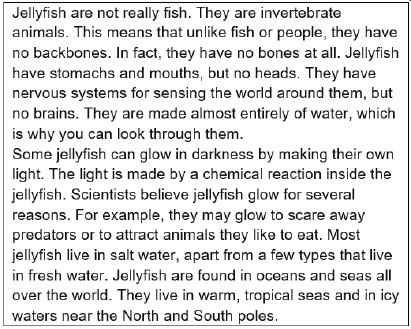 Jellyfish are not really fish. They are invertebrate
animals. This means that unlike fish or people, they have
no backbones. In fact, they have no bones at all. Jellyfish
have stomachs and mouths, but no heads. They have
nervous systems for sensing the world around them, but
no brains. They are made almost entirely of water, which
is why you can look through them.
Some jellyfish can glow in darkness by making their own
light. The light is made by a chemical reaction inside the
jellyfish. Scientists believe jellyfish glow for several
reasons. For example, they may glow to scare away
predators or to attract animals they like to eat. Most
jellyfish live in salt water, apart from a few types that live
in fresh water. Jellyfish are found in oceans and seas all
over the world. They live in warm, tropical seas and in icy
waters near the North and South poles.